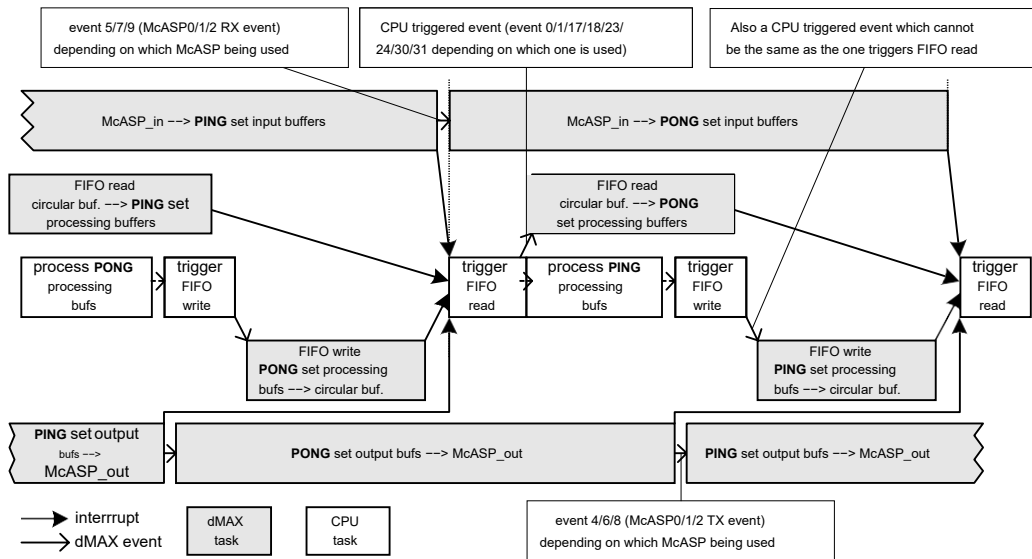 event 5/7/9 (McASP0/1/2 RX event)
depending on which McASP being used
CPU triggered event (event 0/1/17/18/23/
24/30/31 depending on which one is used)
Also a CPU triggered event which cannot
be the same as the one triggers FIFO read
McASP_in −−> PING set input buffers
McASP_in −−> PONG set input buffers
FIFO read
circular buf. −−> PING set
processing buffers
FIFO read
circular buf. −−> PONG
set processing buffers
process PONG
processing
bufs
trigger
FIFO
write
trigger
FIFO
read
process PING
processing
bufs
trigger
FIFO
write
trigger
FIFO
read
FIFO write
PONG set processing
bufs −−> circular buf.
FIFO write
PING set processing
bufs −−> circular buf.
PING set output
bufs −−>
McASP_out
PONG set output bufs −−> McASP_out
PING set output bufs −−> McASP_out
interrrupt
dMAX event
dMAX
task
CPU
task
event 4/6/8 (McASP0/1/2 TX event)
depending on which McASP being used